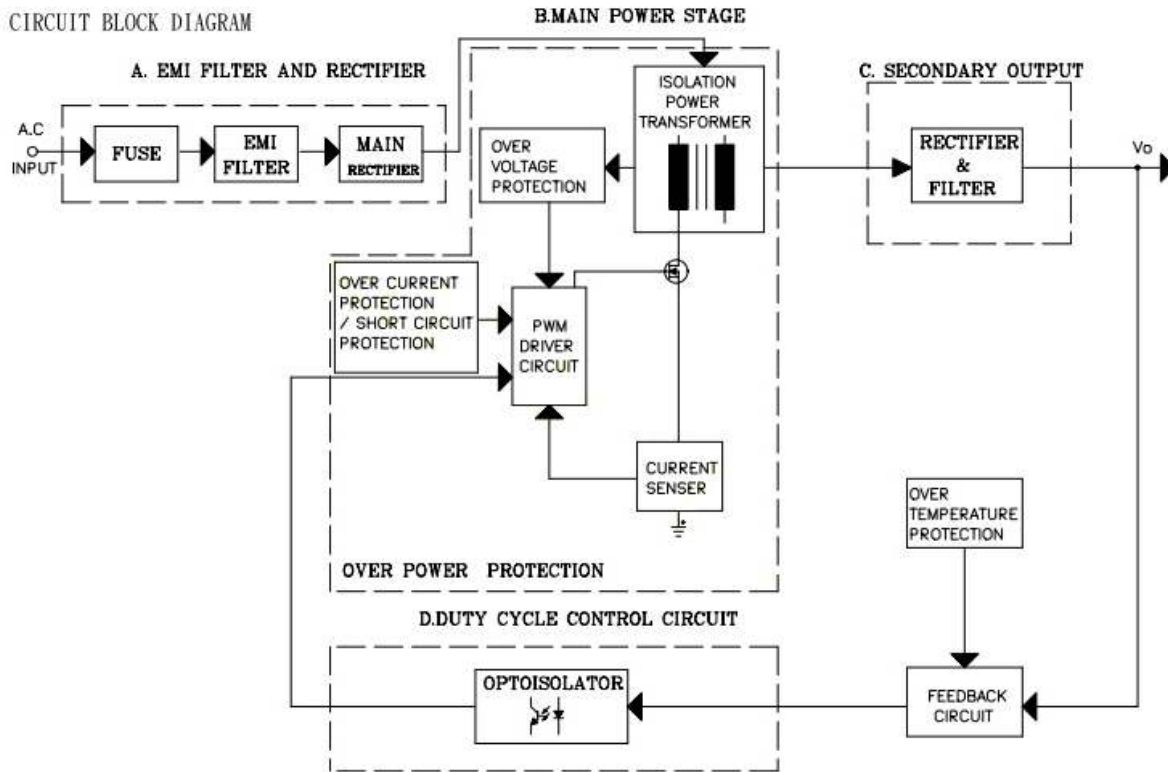 CIRCUIT BLOCK DIAGRAM
B.MAIN POWER STAGE
A. EMI FILTER AND RECTIFIER
C. SECONDARY OUTPUT
A.C
INPUT
FUSE
EMI
FILTER
MAIN
RECTIFIER
OVER
VOLTAGE
PROTECTION
ISOLATION
POWER
TRANSFORMER
RECTIFIER
&
FILTER
Vo
OVER CURRENT
PROTECTION
/ SHORT CIRCUIT
PROTECTION
PWM
DRIVER
CIRCUIT
CURRENT
SENSER
OVER
TEMPERATURE
PROTECTION
OVER POWER PROTECTION
D.DUTY CYCLE CONTROL CIRCUIT
OPTOISOLATOR
FEEDBACK
CIRCUIT